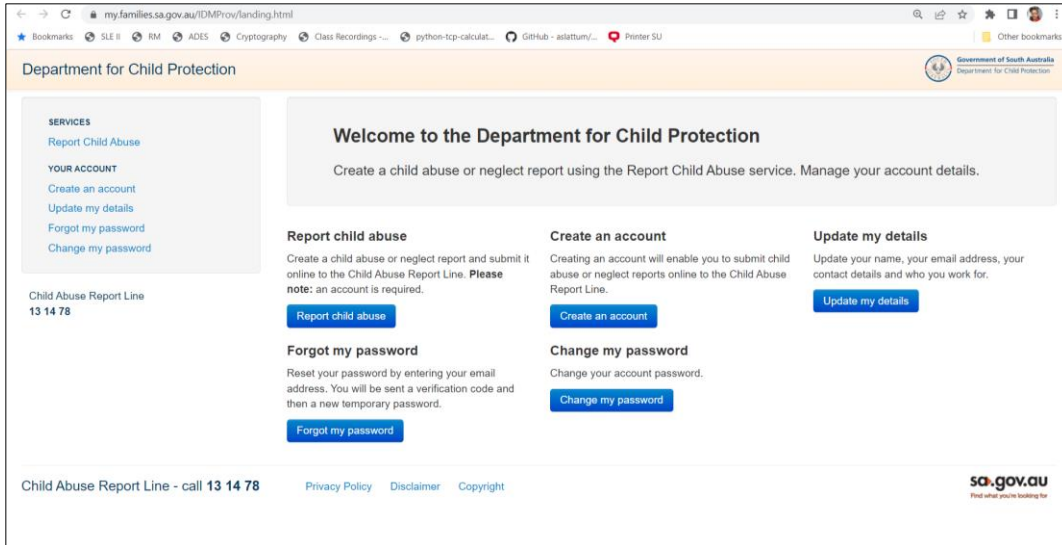 my.families.sa.gov.au/IDMProv/landing.html
Bookmarks SLE II RM ADES Cryptography Class Recordings -... python-tcp-calculat... GitHub - aslattum/... Printer SU Other bookmarks
Department for Child Protection
Government of South Australia
Department for Child Protection
SERVICES
Report Child Abuse
YOUR ACCOUNT
Create an account
Update my details
Forgot my password
Change my password
Child Abuse Report Line
13 14 78
Welcome to the Department for Child Protection
Create a child abuse or neglect report using the Report Child Abuse service. Manage your account details.
Report child abuse
Create a child abuse or neglect report and submit it
online to the Child Abuse Report Line. Please
note: an account is required.
Report child abuse
Create an account
Creating an account will enable you to submit child
abuse or neglect reports online to the Child Abuse
Report Line.
Create an account
Update my details
Update your name, your email address, your
contact details and who you work for.
Update my details
Forgot my password
Reset your password by entering your email
address. You will be sent a verification code and
then a new temporary password.
Forgot my password
Change my password
Change your account password.
Change my password
Child Abuse Report Line - call 13 14 78
Privacy Policy Disclaimer Copyright
sa.gov.au
Find what you're looking for